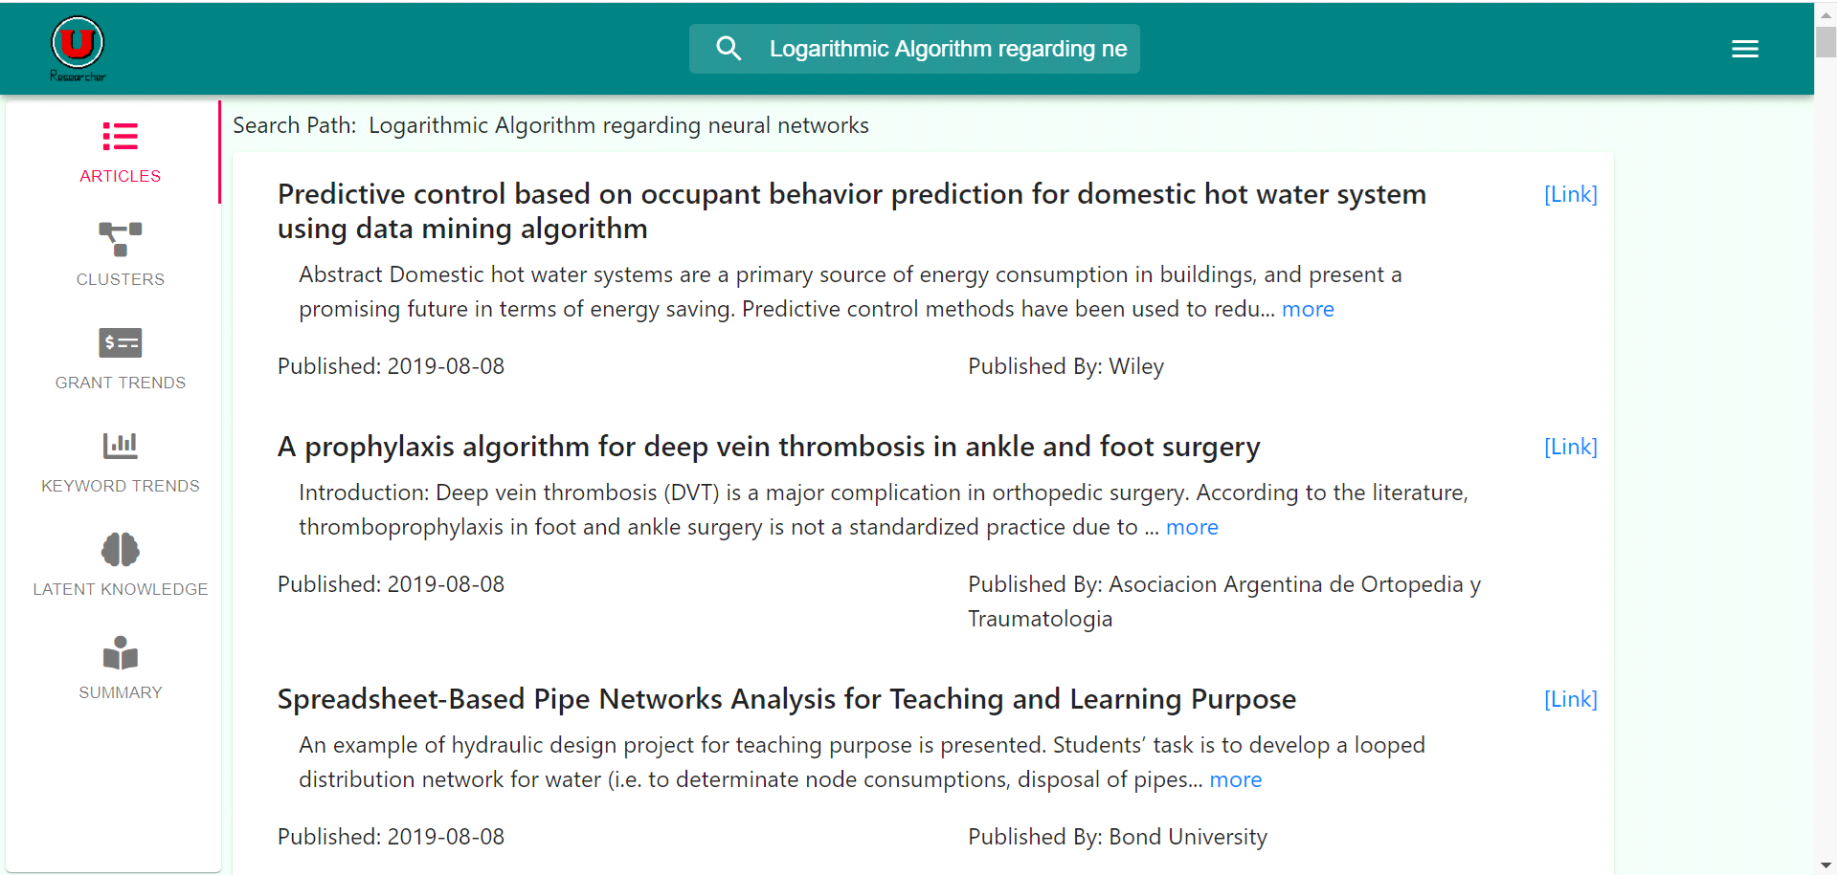 U
Researcher
Logarithmic Algorithm regarding ne
ARTICLES
CLUSTERS
$
GRANT TRENDS
KEYWORD TRENDS
LATENT KNOWLEDGE
SUMMARY
Search Path: Logarithmic Algorithm regarding neural networks
Predictive control based on occupant behavior prediction for domestic hot water system
using data mining algorithm
[Link]
Abstract Domestic hot water systems are a primary source of energy consumption in buildings, and present a
promising future in terms of energy saving. Predictive control methods have been used to redu... more
Published: 2019-08-08
Published By: Wiley
A prophylaxis algorithm for deep vein thrombosis in ankle and foot surgery
[Link]
Introduction: Deep vein thrombosis (DVT) is a major complication in orthopedic surgery. According to the literature,
thromboprophylaxis in foot and ankle surgery is not a standardized practice due to ... more
Published: 2019-08-08
Published By: Asociacion Argentina de Ortopedia y
Traumatologia
Spreadsheet-Based Pipe Networks Analysis for Teaching and Learning Purpose
[Link]
An example of hydraulic design project for teaching purpose is presented. Students’ task is to develop a looped
distribution network for water (i.e. to determinate node consumptions, disposal of pipes... more
Published: 2019-08-08
Published By: Bond University